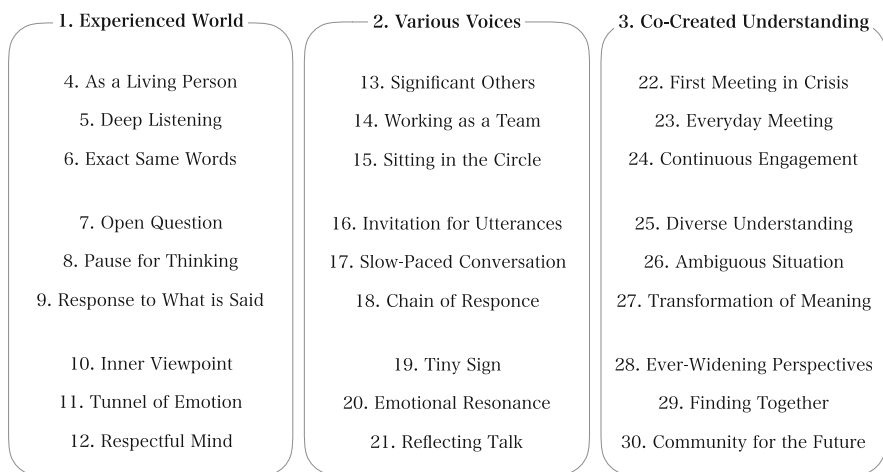 1. Experienced World
4. As a Living Person
5. Deep Listening
6. Exact Same Words
7. Open Question
8. Pause for Thinking
9. Response to What is Said
10. Inner Viewpoint
11. Tunnel of Emotion
12. Respectful Mind
2. Various Voices
13. Significant Others
14. Working as a Team
15. Sitting in the Circle
16. Invitation for Utterances
17. Slow-Paced Conversation
18. Chain of Responce
19. Tiny Sign
20. Emotional Resonance
21. Reflecting Talk
3. Co-Created Understanding
22. First Meeting in Crisis
23. Everyday Meeting
24. Continuous Engagement
25. Diverse Understanding
26. Ambiguous Situation
27. Transformation of Meaning
28. Ever-Widening Perspectives
29. Finding Together
30. Community for the Future